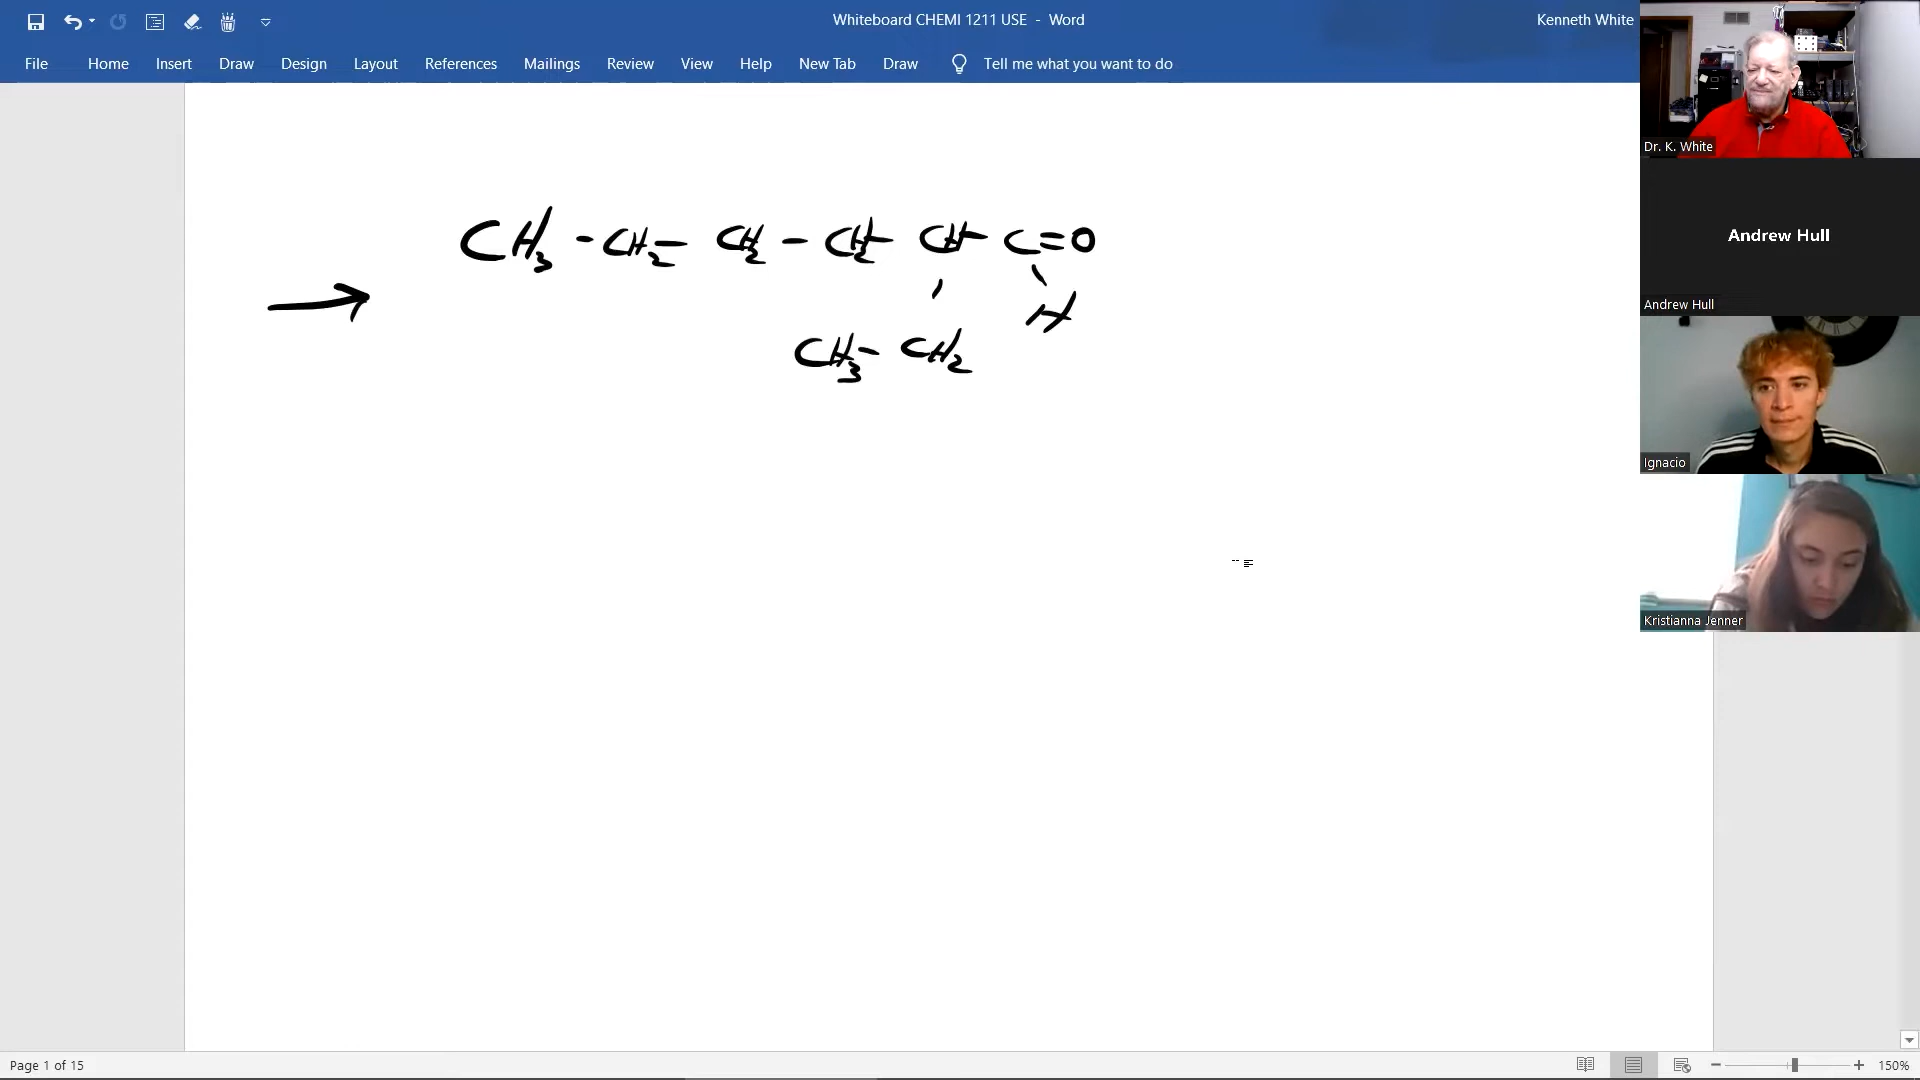 Whiteboard CHEMI 1211 USE - Word
Kenneth White
File Home Insert Draw Design Layout References Mailings Review View Help New Tab Draw Tell me what you want to do
CH3 - CH2 - CH2 - CH2 - CH - C=O
H
CH3 - CH2
Dr. K. White
Andrew Hull
Andrew Hull
Ignacio
Kristianna Jenner
Page 1 of 15
150%